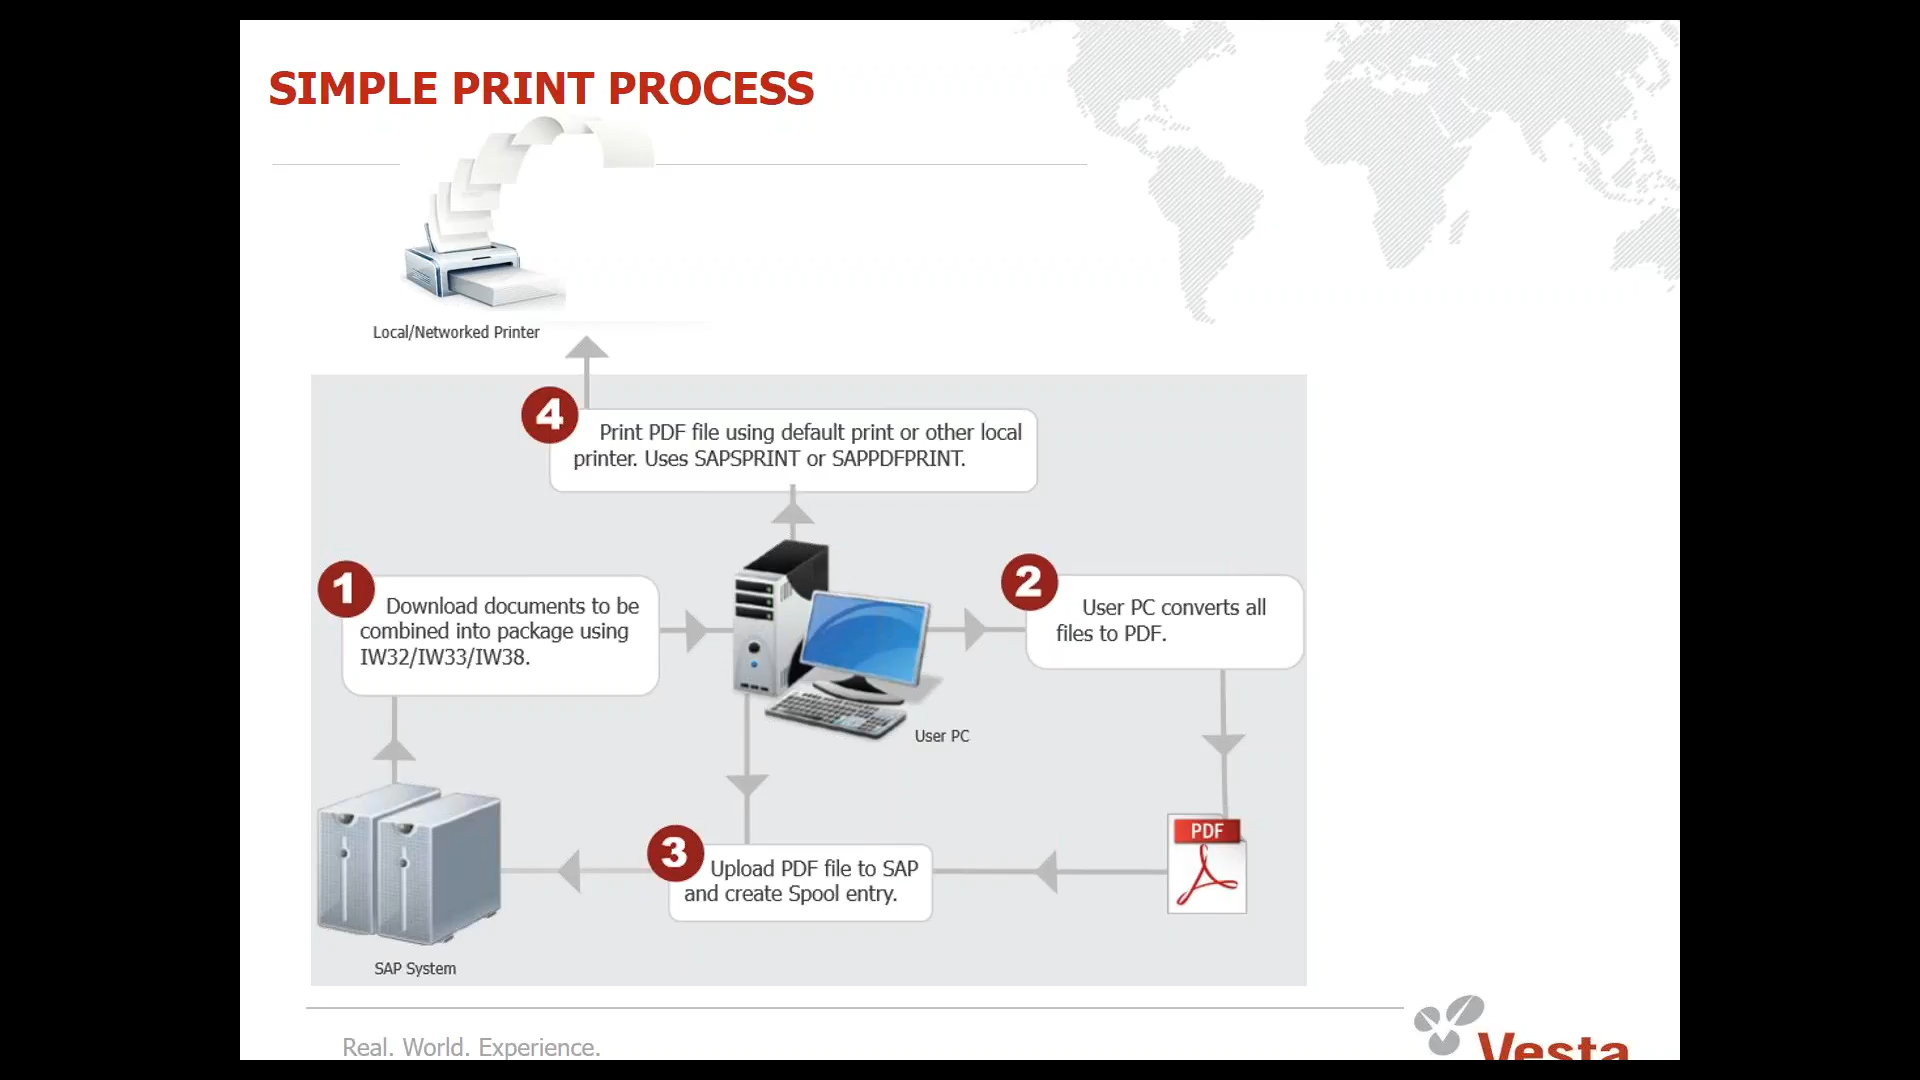 SIMPLE PRINT PROCESS
Local/Networked Printer
4
Print PDF file using default print or other local
printer. Uses SAPSPRINT or SAPPDFPRINT.
1
Download documents to be
combined into package using
IW32/IW33/IW38.
2
User PC converts all
files to PDF.
User PC
PDF
3
Upload PDF file to SAP
and create Spool entry.
SAP System
Real. World. Experience.
Vesta